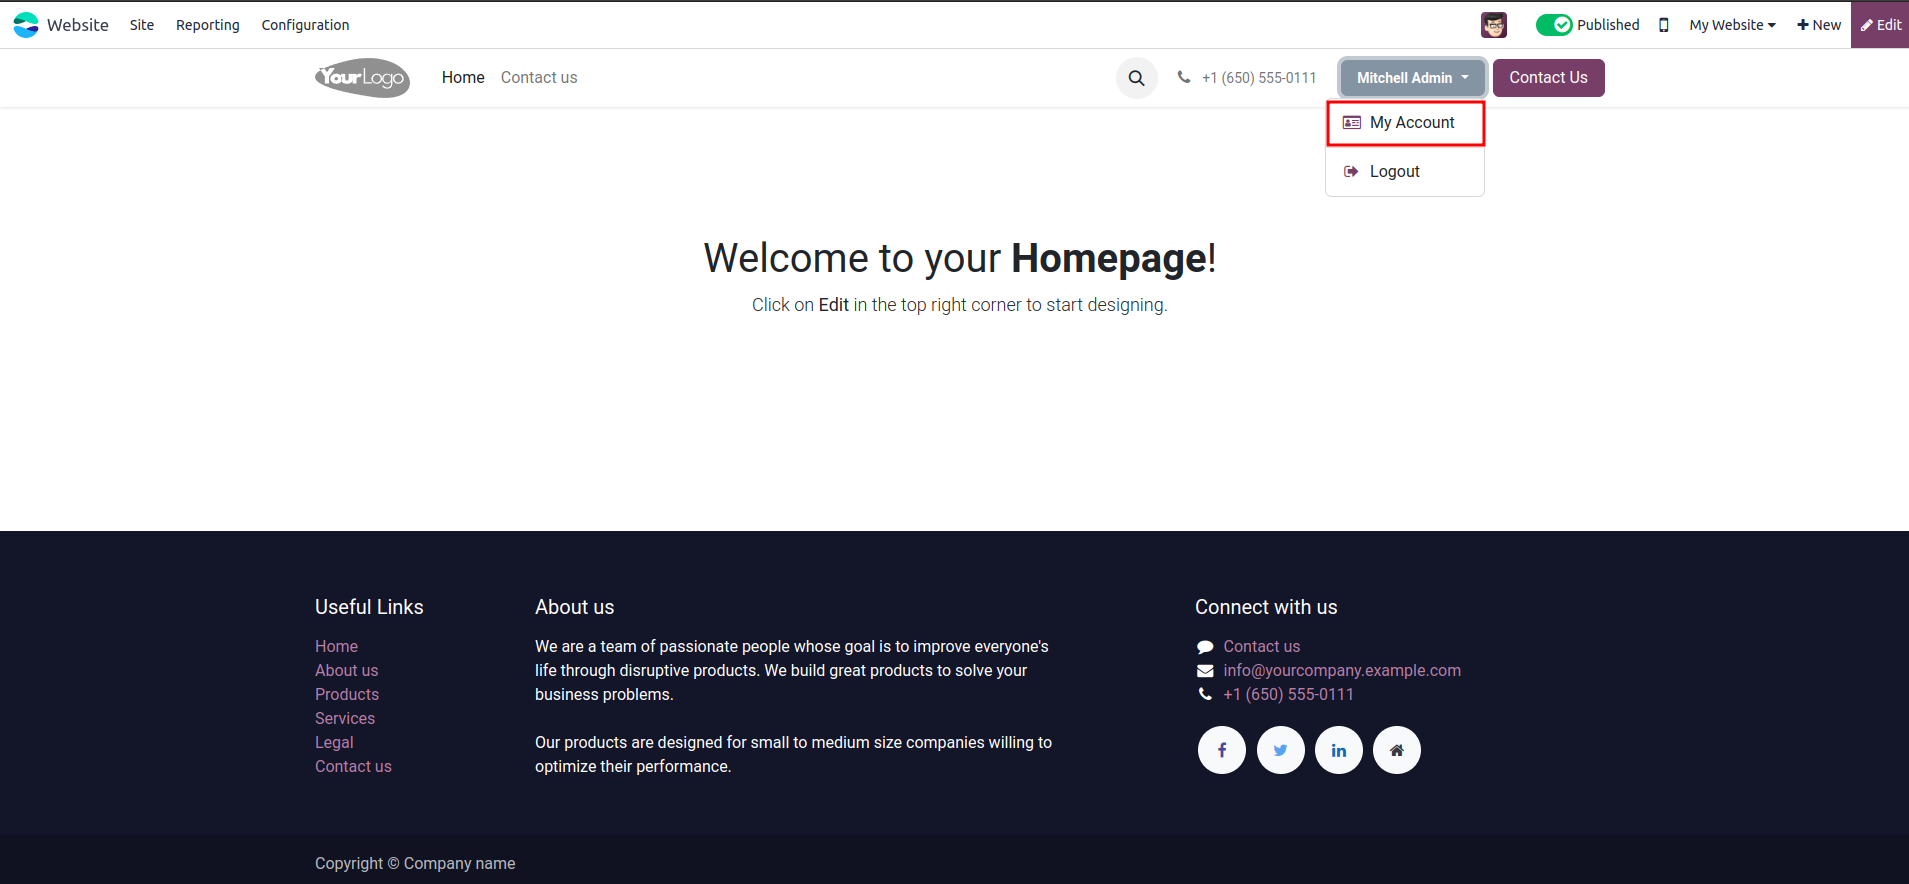 Website Site Reporting Configuration Published My Website New Edit
YourLogo Home Contact us +1 (650) 555-0111 Mitchell Admin Contact Us
My Account
Logout
Welcome to your Homepage!
Click on Edit in the top right corner to start designing.
Useful Links
Home
About us
Products
Services
Legal
Contact us
About us
We are a team of passionate people whose goal is to improve everyone's
life through disruptive products. We build great products to solve your
business problems.
Our products are designed for small to medium size companies willing to
optimize their performance.
Connect with us
Contact us
info@yourcompany.example.com
+1 (650) 555-0111
Copyright © Company name